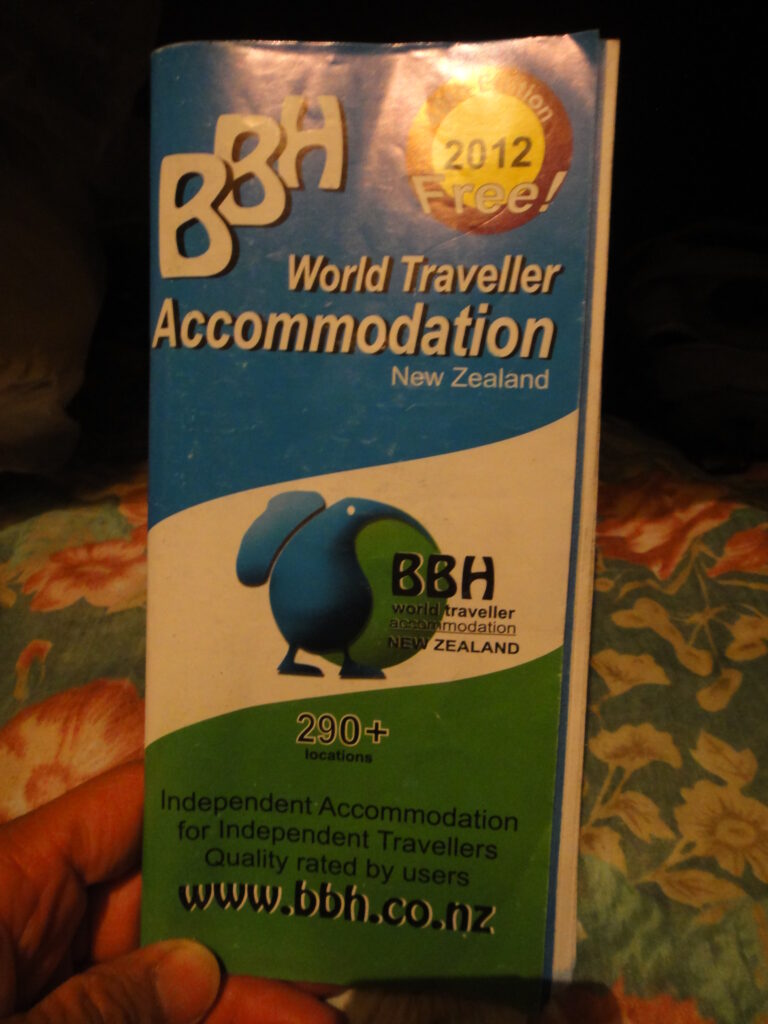 BBH
Edition
2012
Free!
World Traveller
Accommodation
New Zealand
BBH
world traveller
accommodation
NEW ZEALAND
290+
locations
Independent Accommodation
for Independent Travellers
Quality rated by users
www.bbh.co.nz